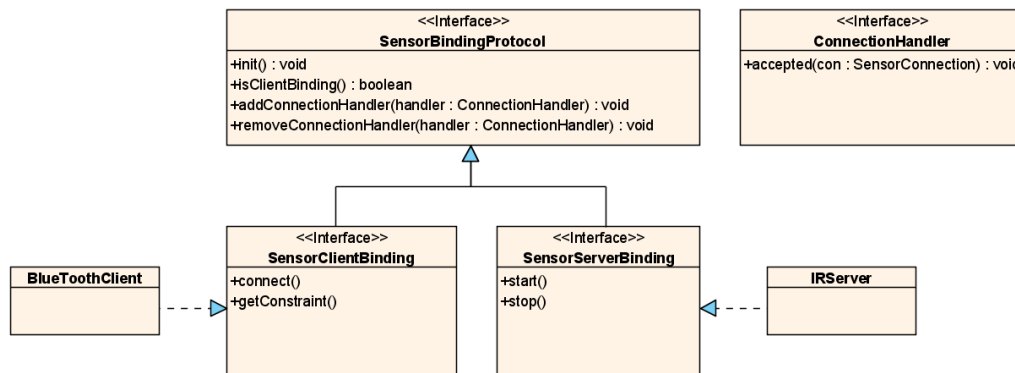 <<Interface>>
SensorBindingProtocol
+init() : void
+isClientBinding() : boolean
+addConnectionHandler(handler : ConnectionHandler) : void
+removeConnectionHandler(handler : ConnectionHandler) : void
<<Interface>>
ConnectionHandler
+accepted(con : SensorConnection) : void
<<Interface>>
SensorClientBinding
+connect()
+getConstraint()
<<Interface>>
SensorServerBinding
+start()
+stop()
BlueToothClient
IRServer